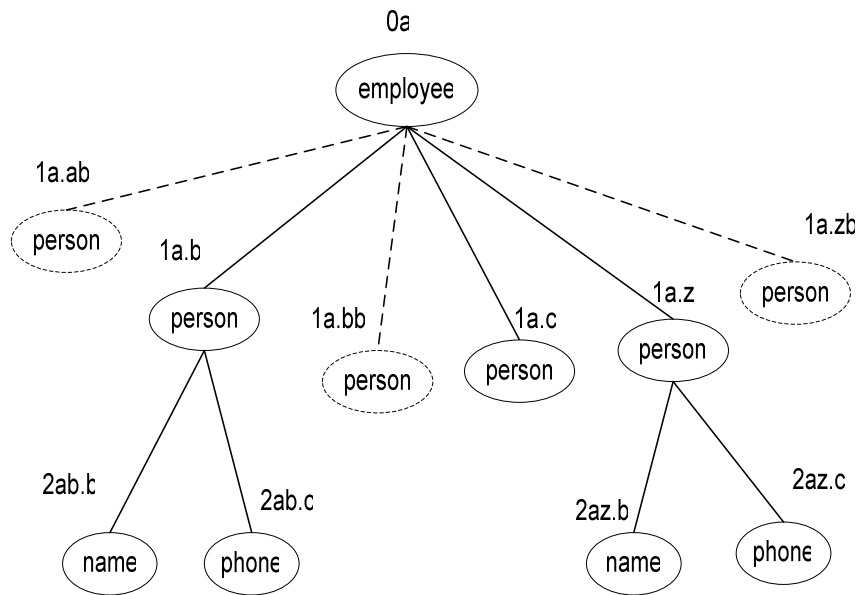 0a
employee
1a.ab
person
1a.b
person
1a.bb
person
1a.c
person
1a.z
person
1a.zb
person
2ab.b
name
2ab.c
phone
2az.b
name
2az.c
phone